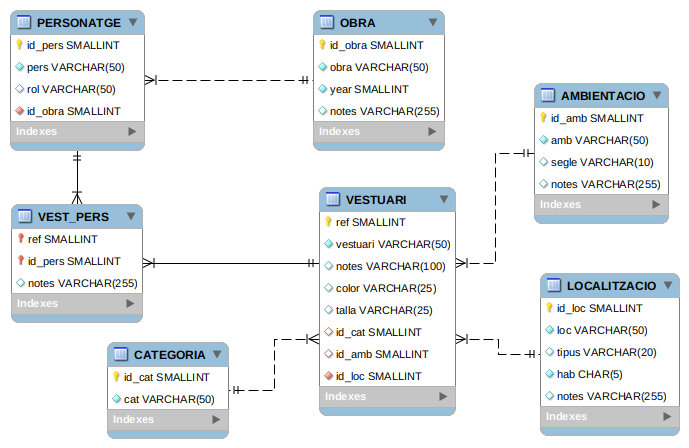 PERSONATGE
id_pers SMALLINT
pers VARCHAR(50)
rol VARCHAR(50)
id_obra SMALLINT
Indexes
OBRA
id_obra SMALLINT
obra VARCHAR(50)
year SMALLINT
notes VARCHAR(255)
Indexes
AMBIENTACIO
id_amb SMALLINT
amb VARCHAR(50)
segle VARCHAR(10)
notes VARCHAR(255)
Indexes
VEST_PERS
ref SMALLINT
id_pers SMALLINT
notes VARCHAR(255)
Indexes
VESTUARI
ref SMALLINT
vestuari VARCHAR(50)
notes VARCHAR(100)
color VARCHAR(25)
talla VARCHAR(25)
id_cat SMALLINT
id_amb SMALLINT
id_loc SMALLINT
Indexes
LOCALITZACIO
id_loc SMALLINT
loc VARCHAR(50)
tipus VARCHAR(20)
hab CHAR(5)
notes VARCHAR(255)
Indexes
CATEGORIA
id_cat SMALLINT
cat VARCHAR(50)
Indexes